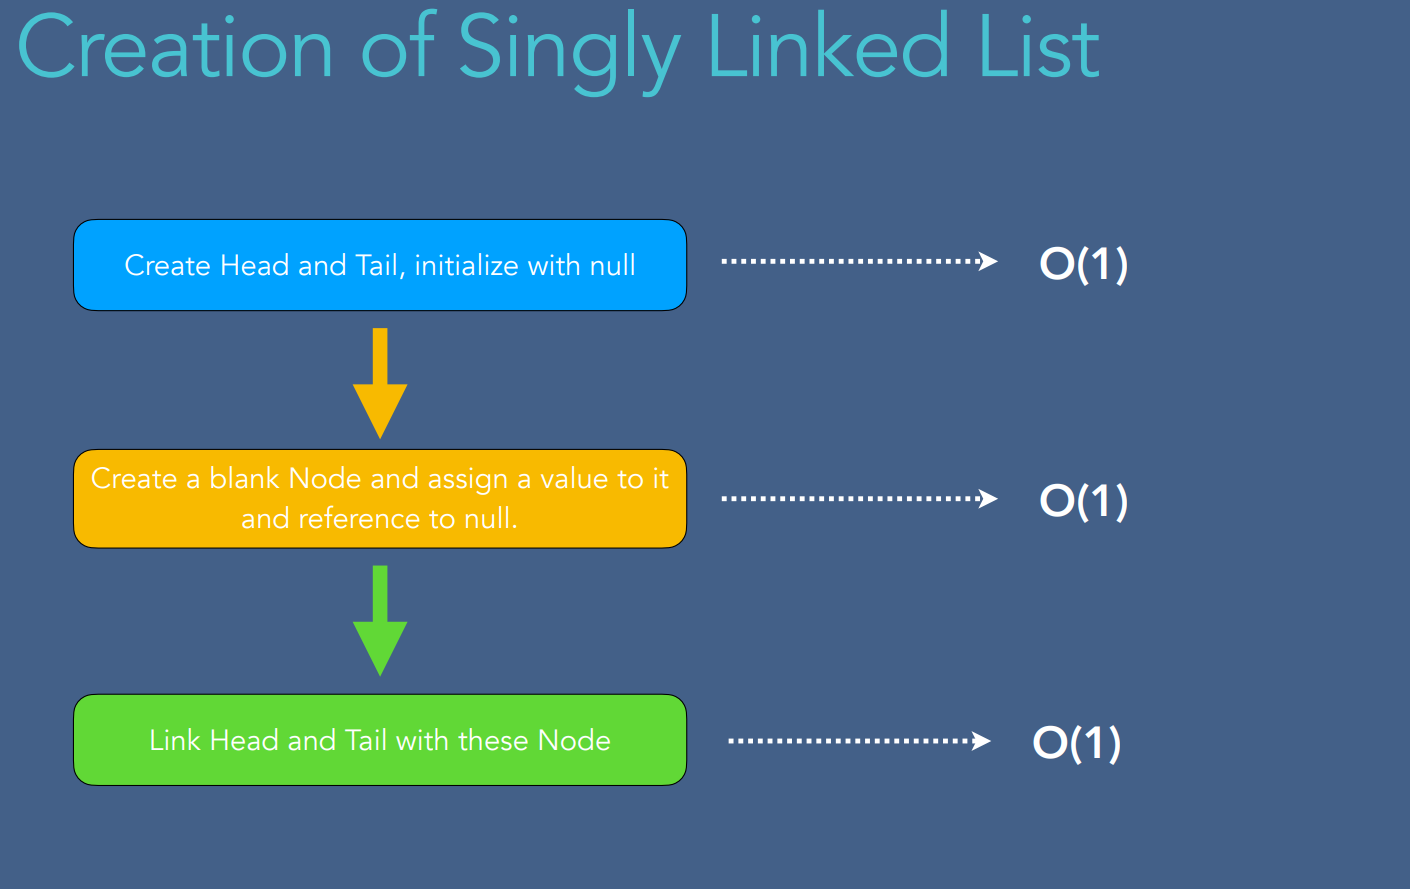 Creation of Singly Linked List
Create Head and Tail, initialize with null
O(1)
Create a blank Node and assign a value to it
and reference to null.
O(1)
Link Head and Tail with these Node
O(1)